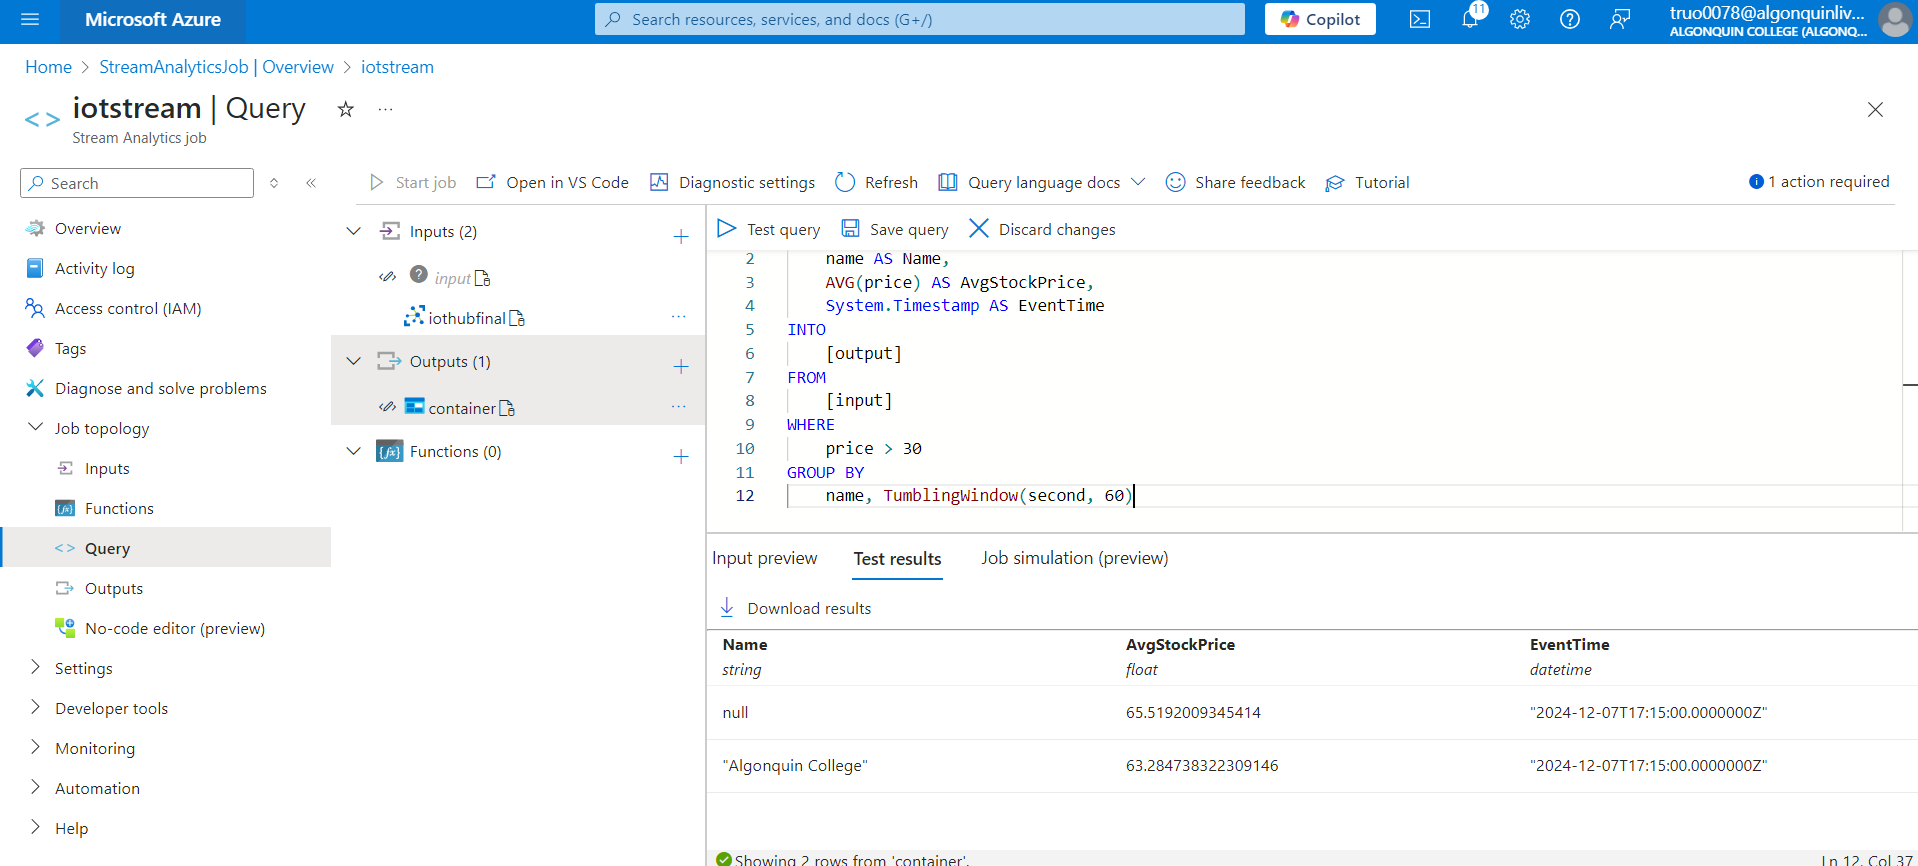 Microsoft Azure
Search resources, services, and docs (G+/)
Copilot
11
truo0078@algonquinliv...
ALGONQUIN COLLEGE (ALGONQ...
Home > StreamAnalyticsJob | Overview > iotstream
iotstream | Query
Stream Analytics job
Search
Start job
Open in VS Code
Diagnostic settings
Refresh
Query language docs
Share feedback
Tutorial
1 action required
Overview
Activity log
Access control (IAM)
Tags
Diagnose and solve problems
Job topology
Inputs
Functions
Query
Outputs
No-code editor (preview)
Settings
Developer tools
Monitoring
Automation
Help
Inputs (2)
input
iothubfinal
Outputs (1)
container
Functions (0)
Test query
Save query
Discard changes
2 name AS Name,
3 AVG(price) AS AvgStockPrice,
4 System.Timestamp AS EventTime
5 INTO
6 [output]
7 FROM
8 [input]
9 WHERE
10 price > 30
11 GROUP BY
12 name, TumblingWindow(second, 60)
Input preview
Test results
Job simulation (preview)
Download results
Name AvgStockPrice EventTime
string float datetime
null 65.5192009345414 "2024-12-07T17:15:00.0000000Z"
"Algonquin College" 63.284738322309146 "2024-12-07T17:15:00.0000000Z"
Showing 2 rows from 'container'.
Ln 12, Col 37